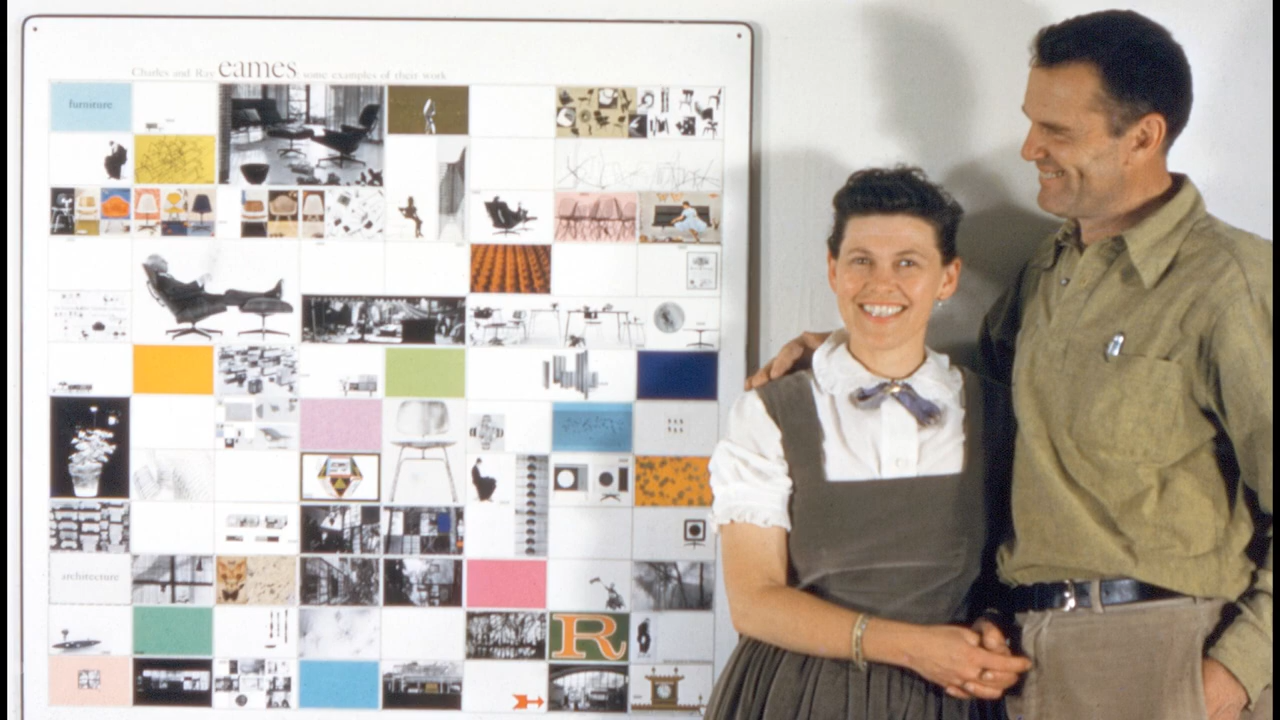 Charles and Ray eames some examples of their work
furniture
architecture
R